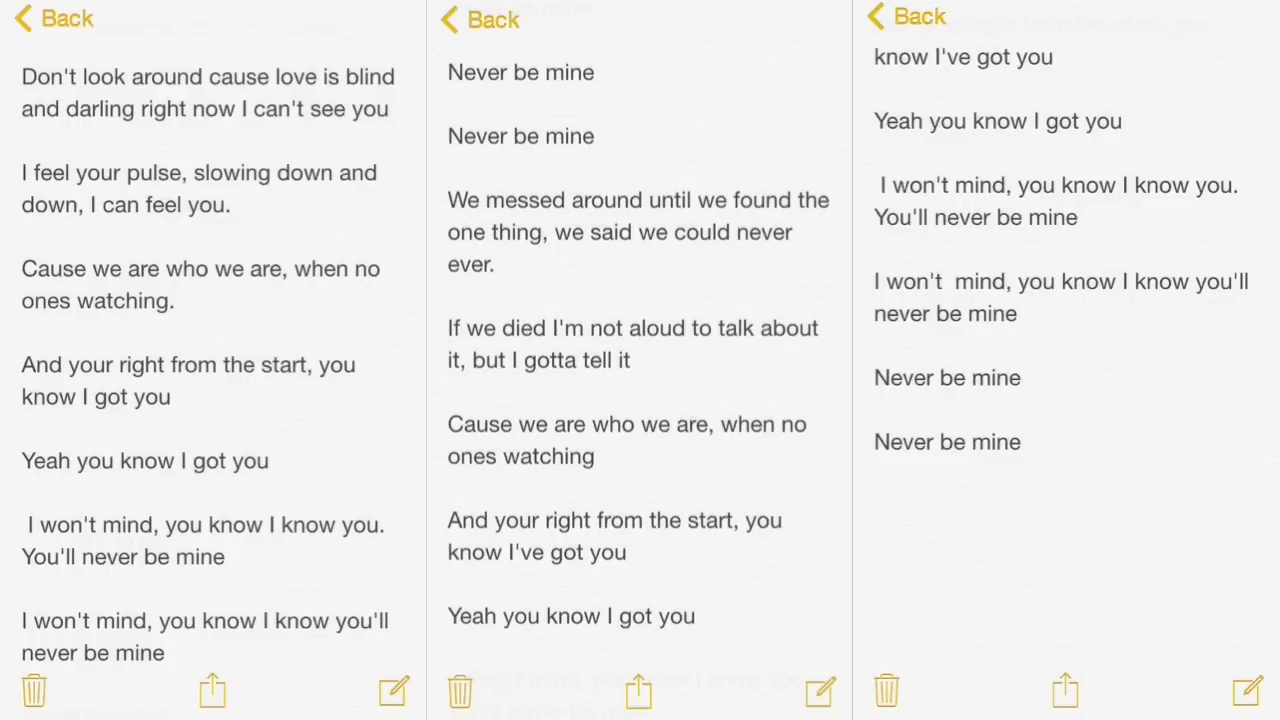 Back
Don't look around cause love is blind
and darling right now I can't see you
I feel your pulse, slowing down and
down, I can feel you.
Cause we are who we are, when no
ones watching.
And your right from the start, you
know I got you
Yeah you know I got you
I won't mind, you know I know you.
You'll never be mine
I won't mind, you know I know you'll
never be mine
Back
Never be mine
Never be mine
We messed around until we found the
one thing, we said we could never
ever.
If we died I'm not aloud to talk about
it, but I gotta tell it
Cause we are who we are, when no
ones watching
And your right from the start, you
know I've got you
Yeah you know I got you
Back
know I've got you
Yeah you know I got you
I won't mind, you know I know you.
You'll never be mine
I won't  mind, you know I know you'll
never be mine
Never be mine
Never be mine